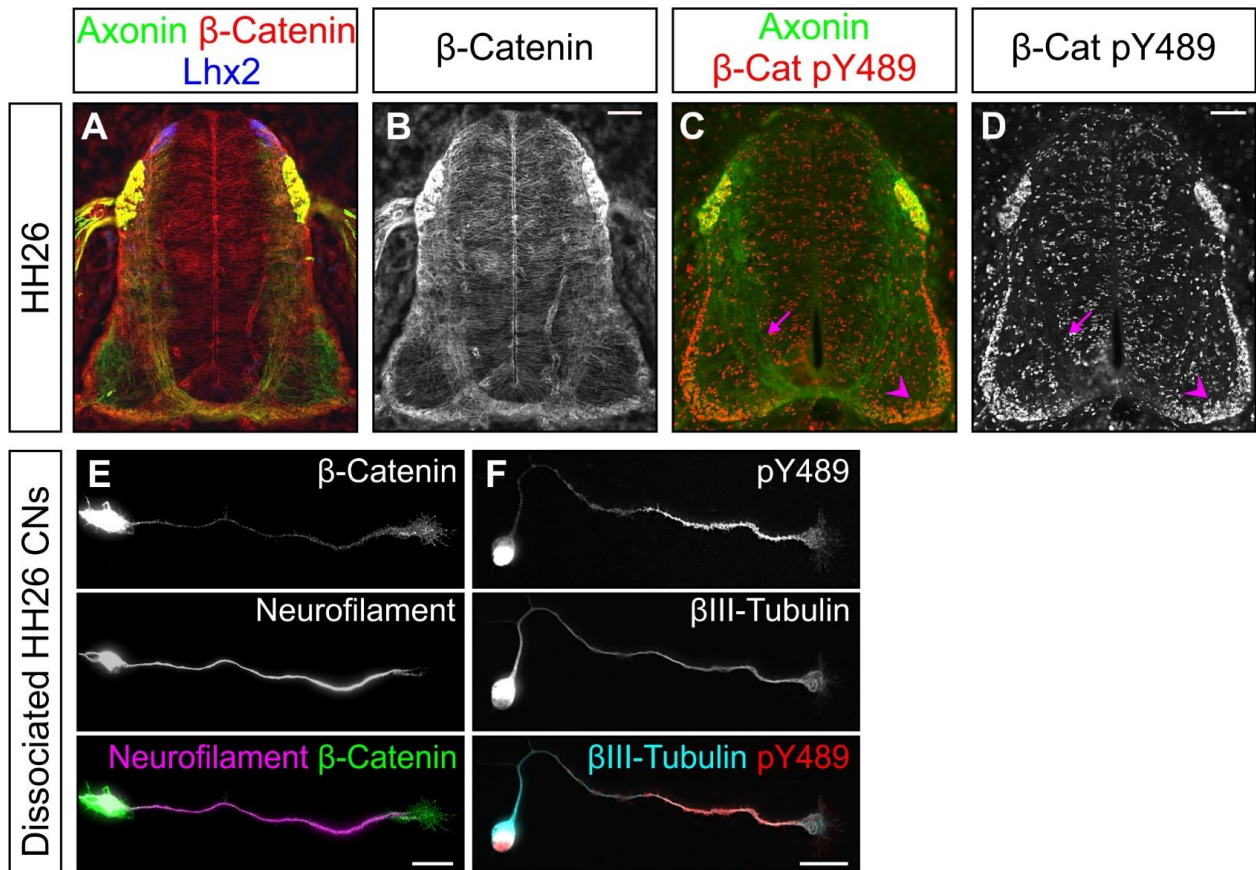 Axonin β-Catenin
Lhx2
β-Catenin
Axonin
β-Cat pY489
β-Cat pY489
HH26
A
B
C
D
Dissociated HH26 CNs
E
β-Catenin
F
pY489
Neurofilament
βIII-Tubulin
Neurofilament β-Catenin
βIII-Tubulin pY489